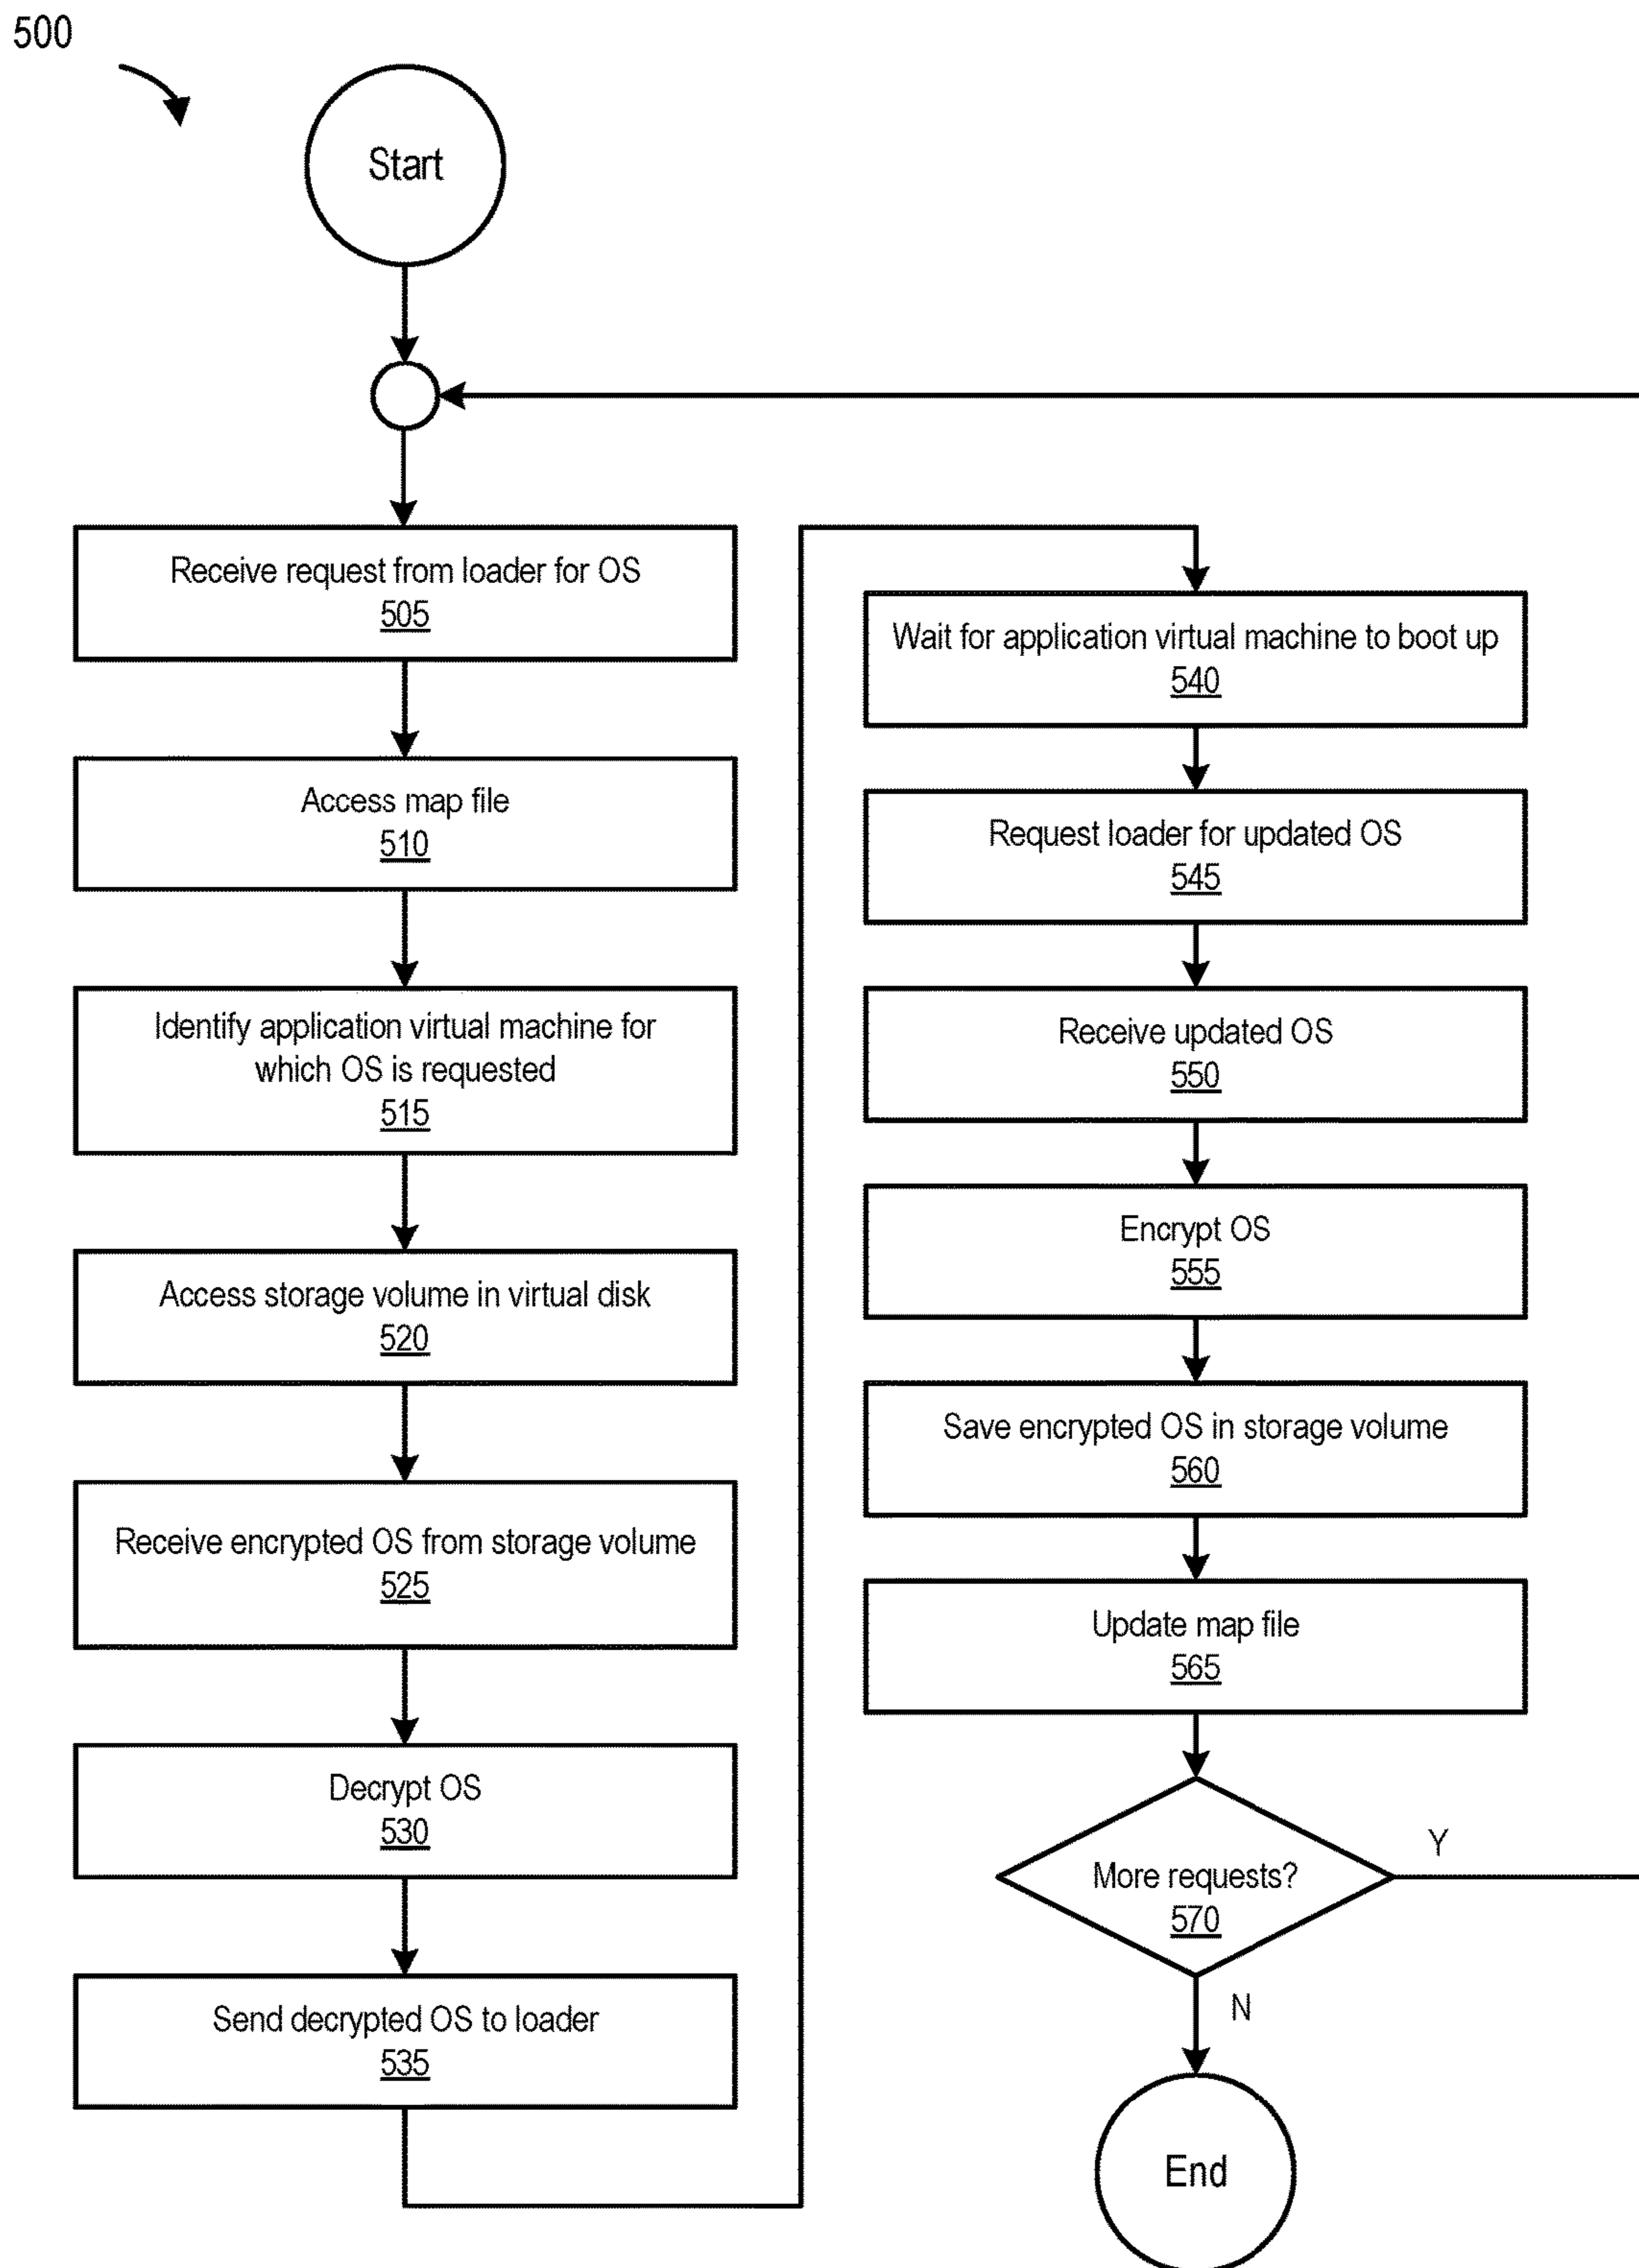 500
Start
Receive request from loader for OS
505
Access map file
510
Identify application virtual machine for
which OS is requested
515
Access storage volume in virtual disk
520
Receive encrypted OS from storage volume
525
Decrypt OS
530
Send decrypted OS to loader
535
Wait for application virtual machine to boot up
540
Request loader for updated OS
545
Receive updated OS
550
Encrypt OS
555
Save encrypted OS in storage volume
560
Update map file
565
More requests?
570
Y
N
End